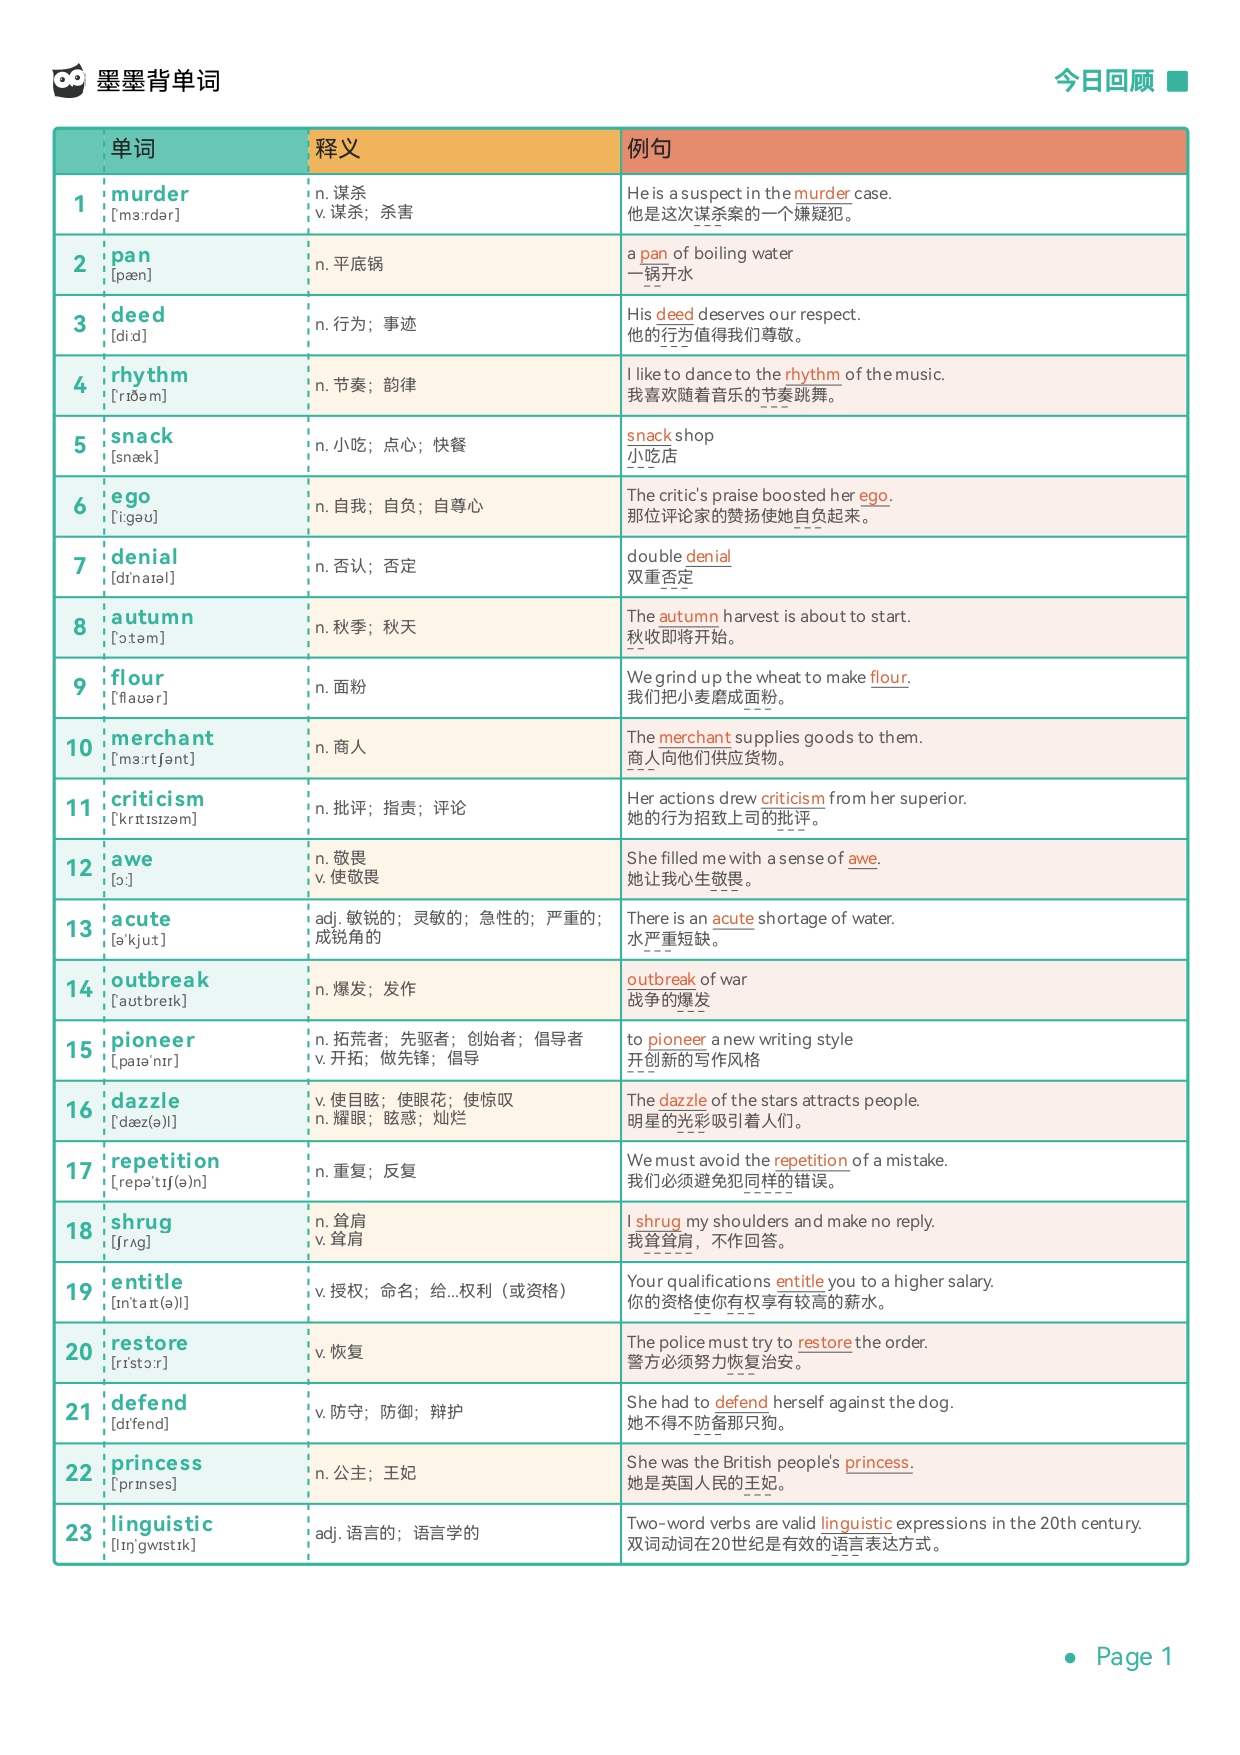 墨墨背单词
今日回顾
单词 释义 例句
1 murder n. 谋杀 He is a suspect in the murder case.
['mɜːrdər] v. 谋杀；杀害 他是这次谋杀案的一个嫌疑犯。
2 pan n. 平底锅 a pan of boiling water
[pæn] 一锅开水
3 deed n. 行为；事迹 His deed deserves our respect.
[diːd] 他的行为值得我们尊敬。
4 rhythm n. 节奏；韵律 I like to dance to the rhythm of the music.
['rɪðəm] 我喜欢随着音乐的节奏跳舞。
5 snack n. 小吃；点心；快餐 snack shop
[snæk] 小吃店
6 ego n. 自我；自负；自尊心 The critic's praise boosted her ego.
['iːɡəʊ] 那位评论家的赞扬使她自负起来。
7 denial n. 否认；否定 double denial
[dɪ'naɪəl] 双重否定
8 autumn n. 秋季；秋天 The autumn harvest is about to start.
['ɔːtəm] 秋收即将开始。
9 flour n. 面粉 We grind up the wheat to make flour.
['flaʊər] 我们把小麦磨成面粉。
10 merchant n. 商人 The merchant supplies goods to them.
['mɜːrtʃənt] 商人向他们供应货物。
11 criticism n. 批评；指责；评论 Her actions drew criticism from her superior.
['krɪtɪsɪzəm] 她的行为招致上司的批评。
12 awe n. 敬畏 She filled me with a sense of awe.
[ɔː] v. 使敬畏 她让我心生敬畏。
13 acute adj. 敏锐的；灵敏的；急性的；严重的； There is an acute shortage of water.
[ə'kjuːt] 成锐角的 水严重短缺。
14 outbreak n. 爆发；发作 outbreak of war
['aʊtbreɪk] 战争的爆发
15 pioneer n. 拓荒者；先驱者；创始者；倡导者 to pioneer a new writing style
[ˌpaɪə'nɪr] v. 开拓；做先锋；倡导 开创新的写作风格
16 dazzle v. 使目眩；使眼花；使惊叹 The dazzle of the stars attracts people.
['dæz(ə)l] n. 耀眼；眩惑；灿烂 明星的光彩吸引着人们。
17 repetition n. 重复；反复 We must avoid the repetition of a mistake.
[ˌrepə'tɪʃ(ə)n] 我们必须避免犯同样的错误。
18 shrug n. 耸肩 I shrug my shoulders and make no reply.
[ʃrʌɡ] v. 耸肩 我耸耸肩，不作回答。
19 entitle v. 授权；命名；给…权利（或资格） Your qualifications entitle you to a higher salary.
[ɪn'taɪt(ə)l] 你的资格使你有权享有较高的薪水。
20 restore v. 恢复 The police must try to restore the order.
[rɪ'stɔːr] 警方必须努力恢复治安。
21 defend v. 防守；防御；辩护 She had to defend herself against the dog.
[dɪ'fend] 她不得不防备那只狗。
22 princess n. 公主；王妃 She was the British people's princess.
['prɪnses] 她是英国人民的王妃。
23 linguistic adj. 语言的；语言学的 Two-word verbs are valid linguistic expressions in the 20th century.
[lɪŋ'ɡwɪstɪk] 双词动词在20世纪是有效的语言表达方式。
• Page 1